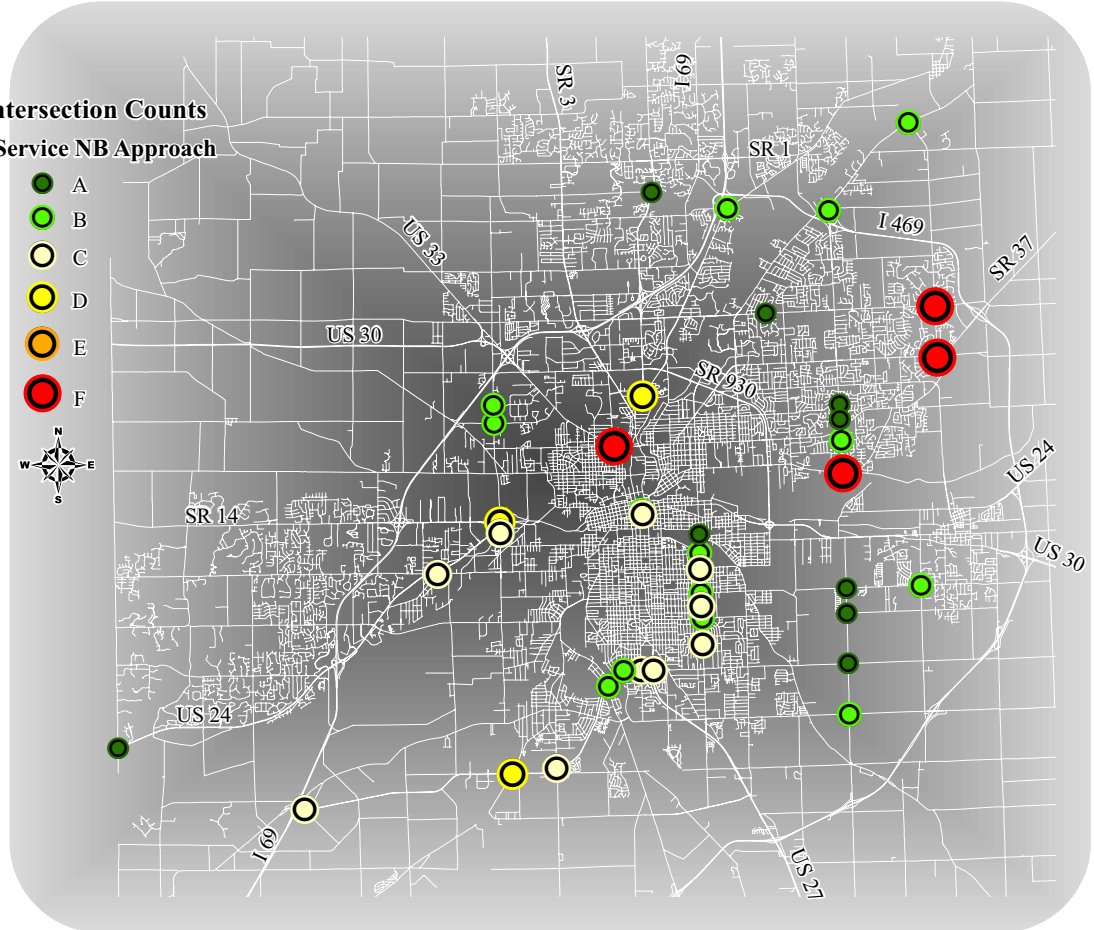 ntersection Counts
Service NB Approach
A
B
C
D
E
F
N
W E
S
SR 3
I 69
SR 1
I 469
SR 37
US 33
US 30
SR 930
US 24
SR 14
US 30
US 24
I 69
US 27